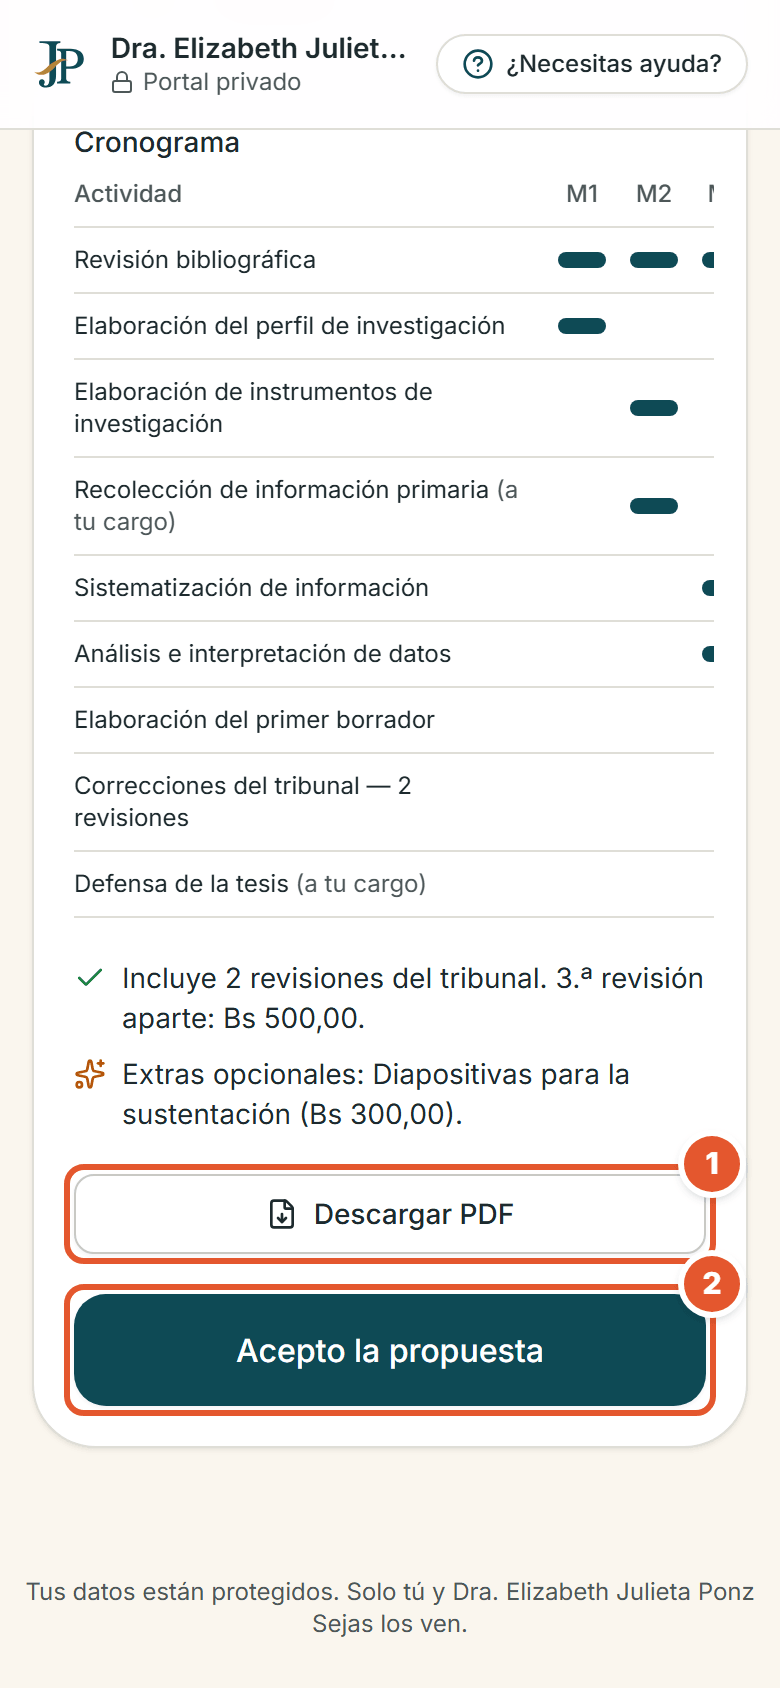 JP
Dra. Elizabeth Juliet...
Portal privado
¿Necesitas ayuda?
Cronograma
Actividad M1 M2
Revisión bibliográfica
Elaboración del perfil de investigación
Elaboración de instrumentos de
investigación
Recolección de información primaria (a
tu cargo)
Sistematización de información
Análisis e interpretación de datos
Elaboración del primer borrador
Correcciones del tribunal — 2
revisiones
Defensa de la tesis (a tu cargo)
Incluye 2 revisiones del tribunal. 3.ª revisión
aparte: Bs 500,00.
Extras opcionales: Diapositivas para la
sustentación (Bs 300,00).
1
Descargar PDF
2
Acepto la propuesta
Tus datos están protegidos. Solo tú y Dra. Elizabeth Julieta Ponz
Sejas los ven.